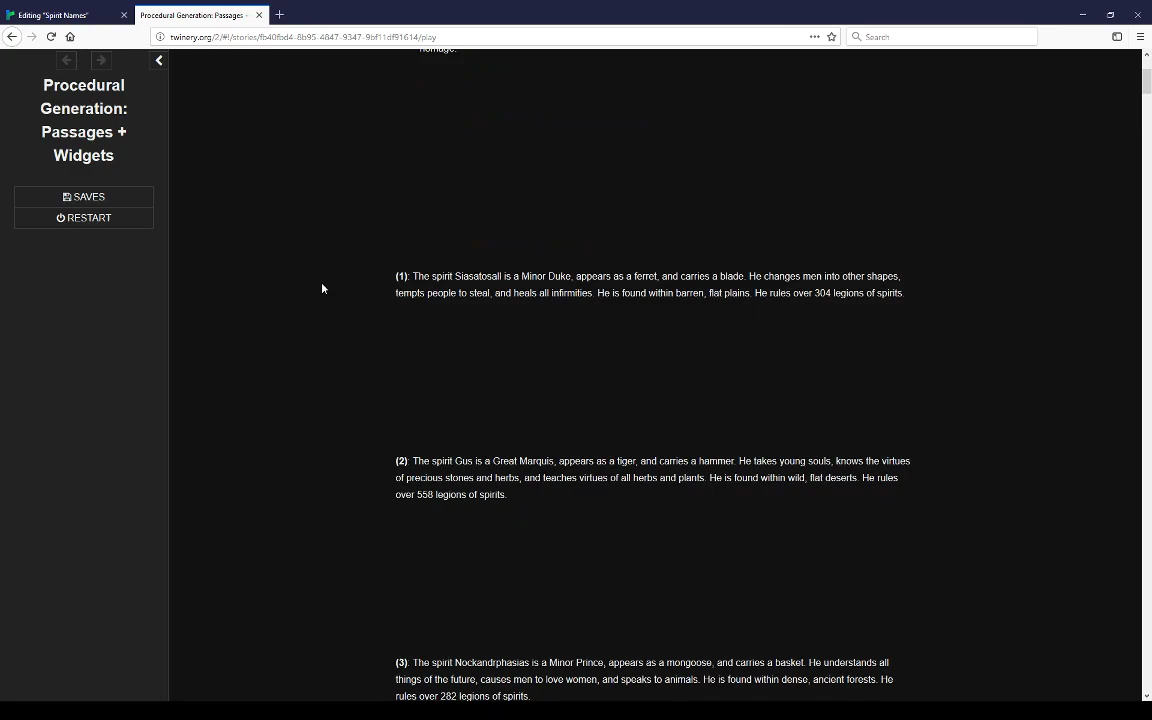 Editing "Spirit Names"
Procedural Generation: Passages -
twinery.org/2/#!/stories/fb40fbd4-8b95-4847-9347-9bf11df91614/play
Search
Procedural
Generation:
Passages +
Widgets
SAVES
RESTART
homage.
(1): The spirit Siasatosall is a Minor Duke, appears as a ferret, and carries a blade. He changes men into other shapes,
tempts people to steal, and heals all infirmities. He is found within barren, flat plains. He rules over 304 legions of spirits.
(2): The spirit Gus is a Great Marquis, appears as a tiger, and carries a hammer. He takes young souls, knows the virtues
of precious stones and herbs, and teaches virtues of all herbs and plants. He is found within wild, flat deserts. He rules
over 558 legions of spirits.
(3): The spirit Nockandrphasias is a Minor Prince, appears as a mongoose, and carries a basket. He understands all
things of the future, causes men to love women, and speaks to animals. He is found within dense, ancient forests. He
rules over 282 legions of spirits.